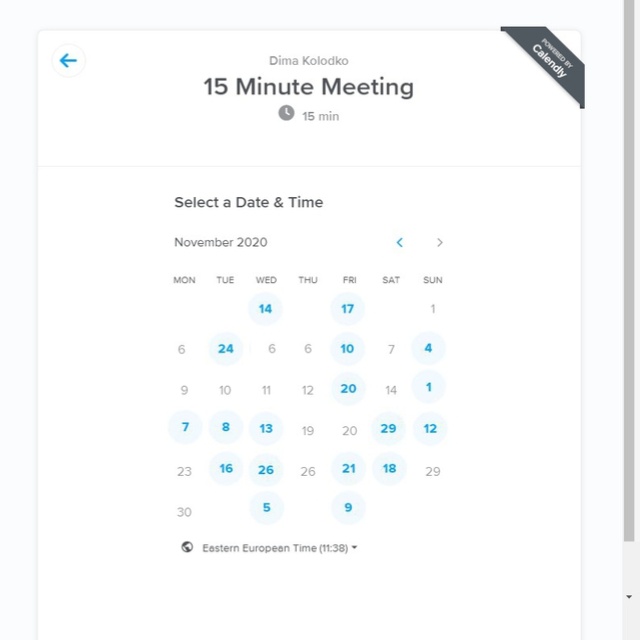 POWERED BY
Calendly
Dima Kolodko
15 Minute Meeting
15 min
Select a Date & Time
November 2020
MON TUE WED THU FRI SAT SUN
14 17 1
6 24 6 6 10 7 4
9 10 11 12 20 14 1
7 8 13 19 20 29 12
23 16 26 26 21 18 29
30 5 9
Eastern European Time (11:38)